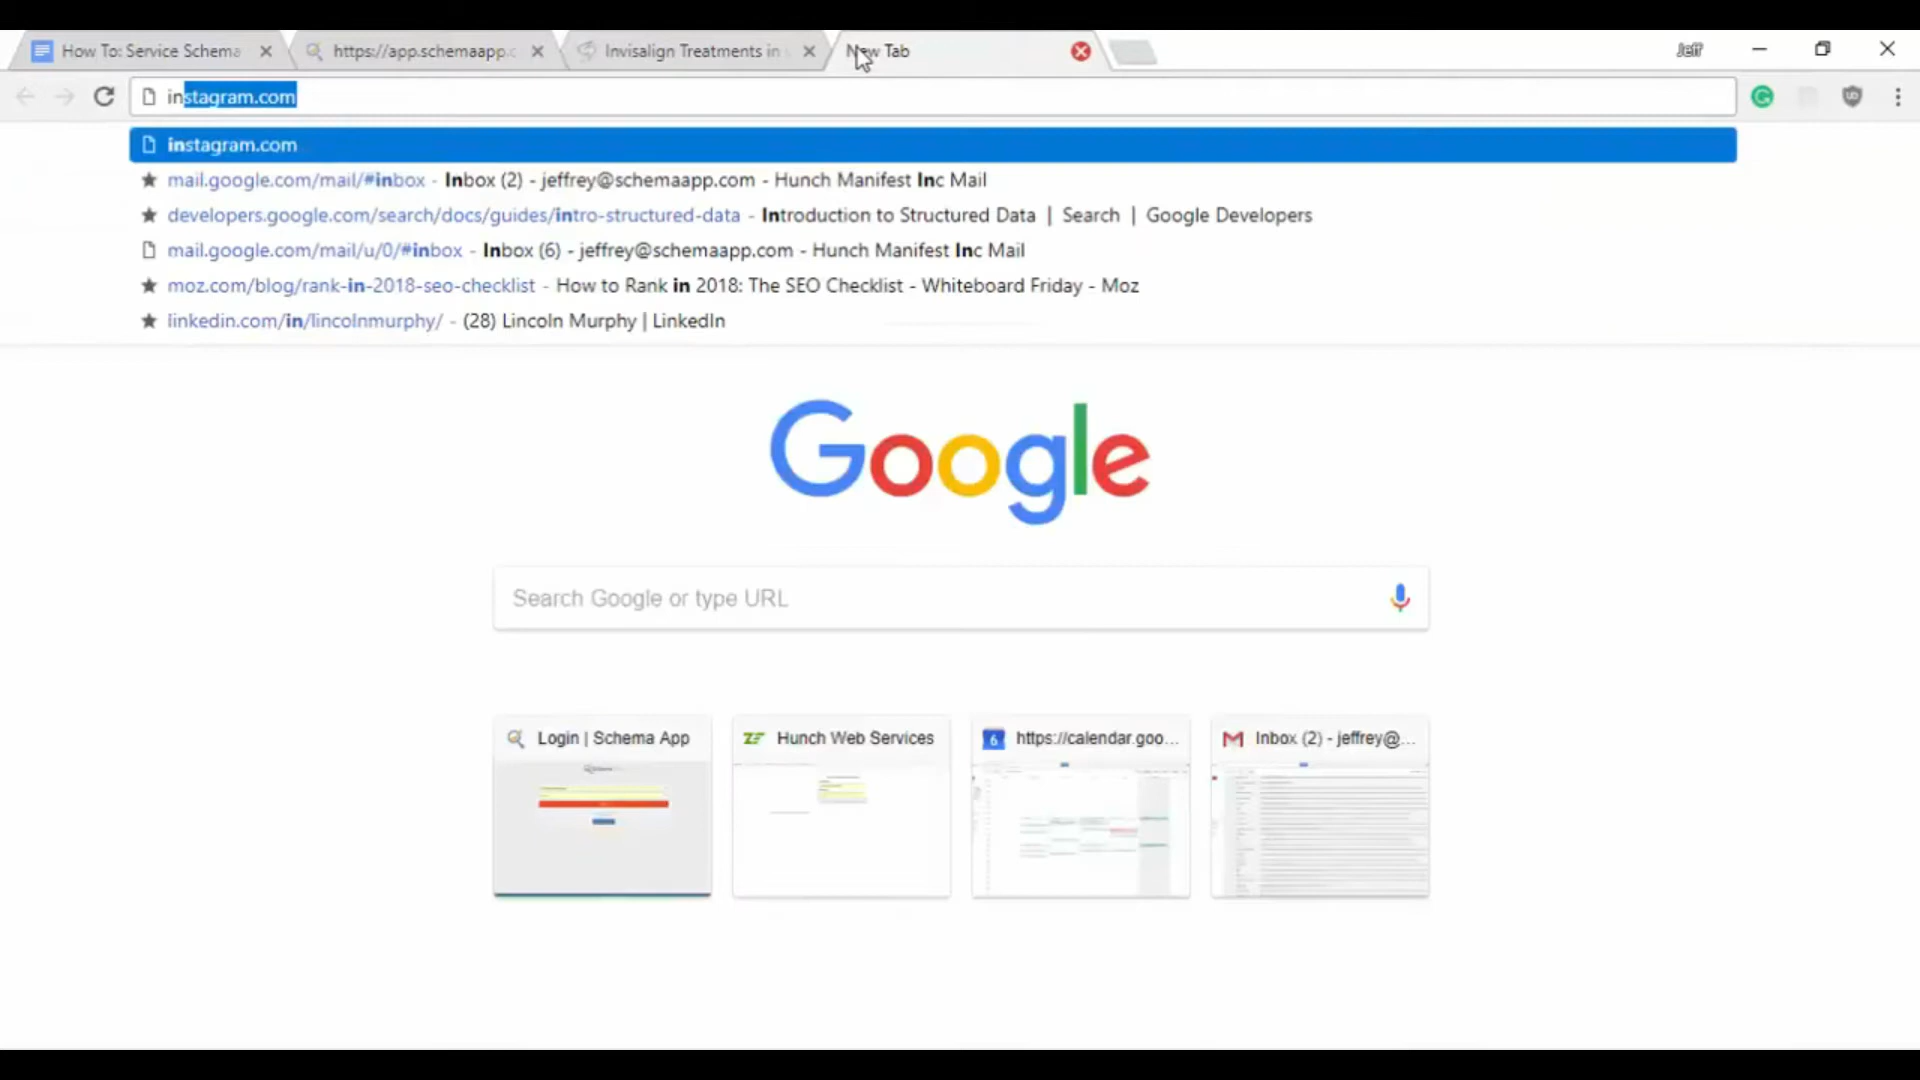 How To: Service Schema
https://app.schemaapp.c
Invisalign Treatments in
New Tab
Jeff
instagram.com
instagram.com
mail.google.com/mail/#inbox - Inbox (2) - jeffrey@schemaapp.com - Hunch Manifest Inc Mail
developers.google.com/search/docs/guides/intro-structured-data - Introduction to Structured Data | Search | Google Developers
mail.google.com/mail/u/0/#inbox - Inbox (6) - jeffrey@schemaapp.com - Hunch Manifest Inc Mail
moz.com/blog/rank-in-2018-seo-checklist - How to Rank in 2018: The SEO Checklist - Whiteboard Friday - Moz
linkedin.com/in/lincolnmurphy/ - (28) Lincoln Murphy | LinkedIn
Google
Search Google or type URL
Login | Schema App
Hunch Web Services
6
https://calendar.goo...
Inbox (2) - jeffrey@...